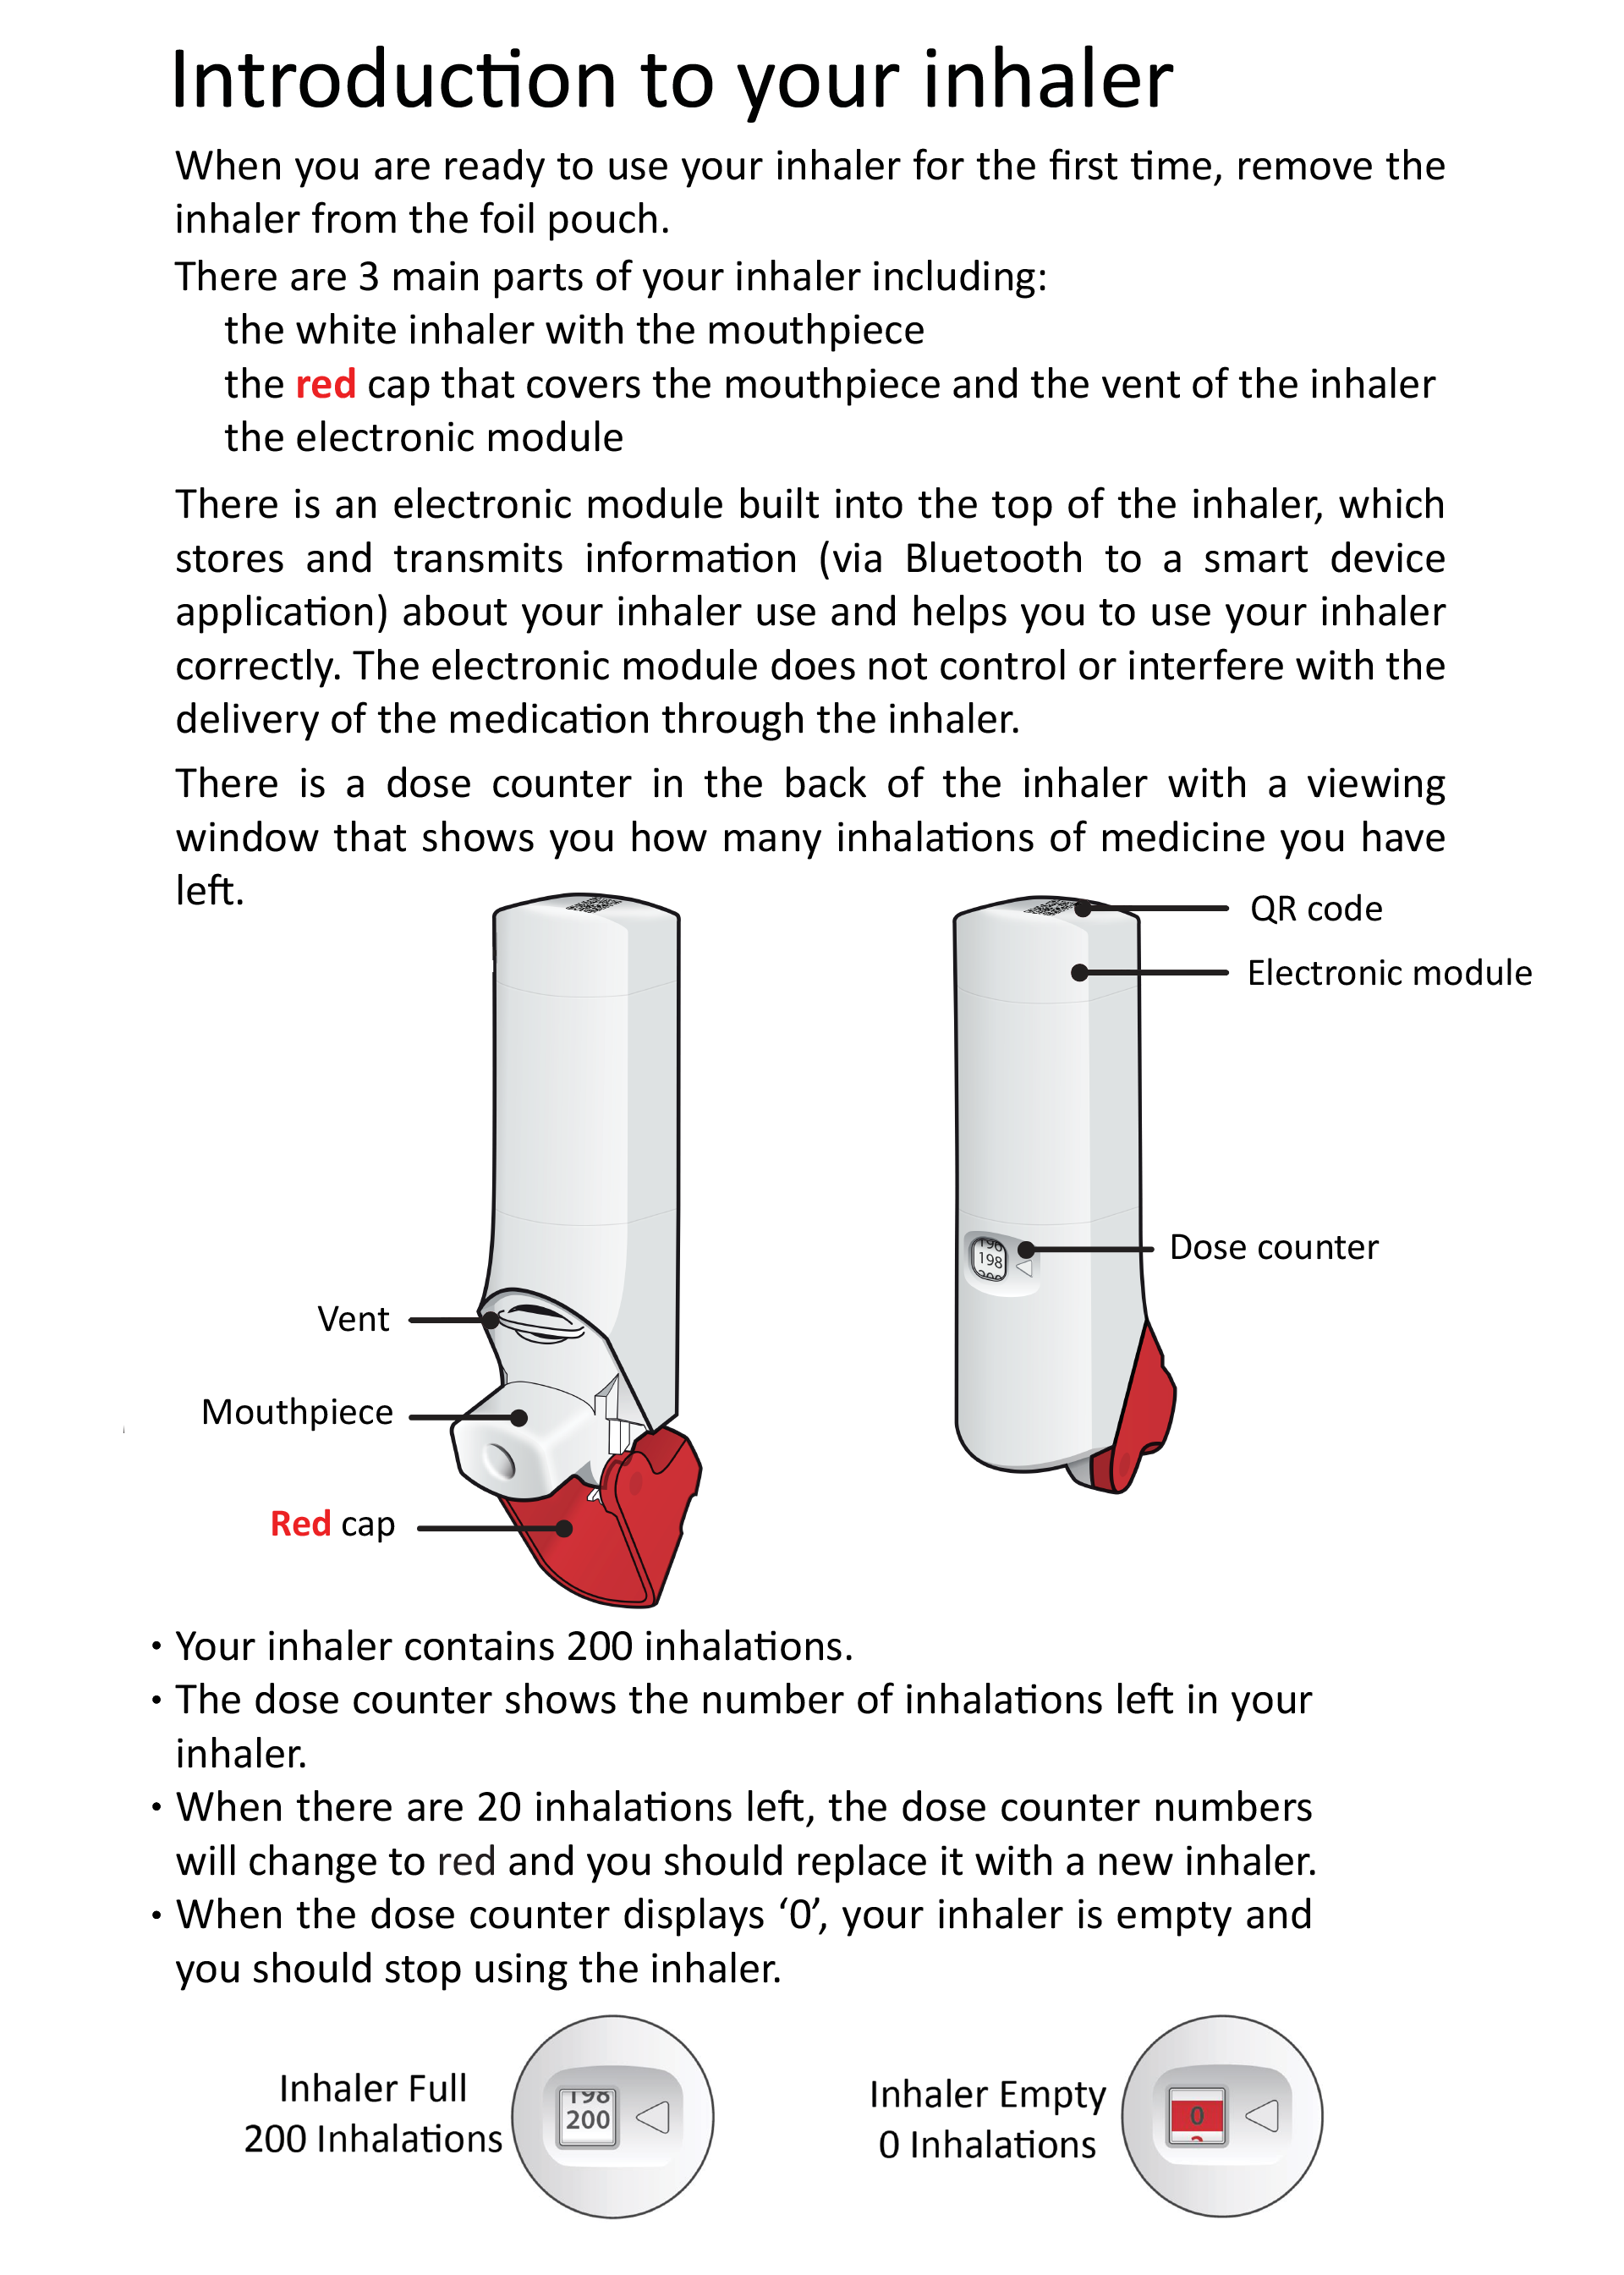 Introduction to your inhaler
When you are ready to use your inhaler for the first time, remove the
inhaler from the foil pouch.
There are 3 main parts of your inhaler including:
the white inhaler with the mouthpiece
the red cap that covers the mouthpiece and the vent of the inhaler
the electronic module
There is an electronic module built into the top of the inhaler, which
stores and transmits information (via Bluetooth to a smart device
application) about your inhaler use and helps you to use your inhaler
correctly. The electronic module does not control or interfere with the
delivery of the medication through the inhaler.
There is a dose counter in the back of the inhaler with a viewing
window that shows you how many inhalations of medicine you have
left.
QR code
Electronic module
196
198
200
Dose counter
Vent
Mouthpiece
Red cap
• Your inhaler contains 200 inhalations.
• The dose counter shows the number of inhalations left in your
inhaler.
• When there are 20 inhalations left, the dose counter numbers
will change to red and you should replace it with a new inhaler.
• When the dose counter displays ‘0’, your inhaler is empty and
you should stop using the inhaler.
Inhaler Full
200 Inhalations
198
200
Inhaler Empty
0 Inhalations
0